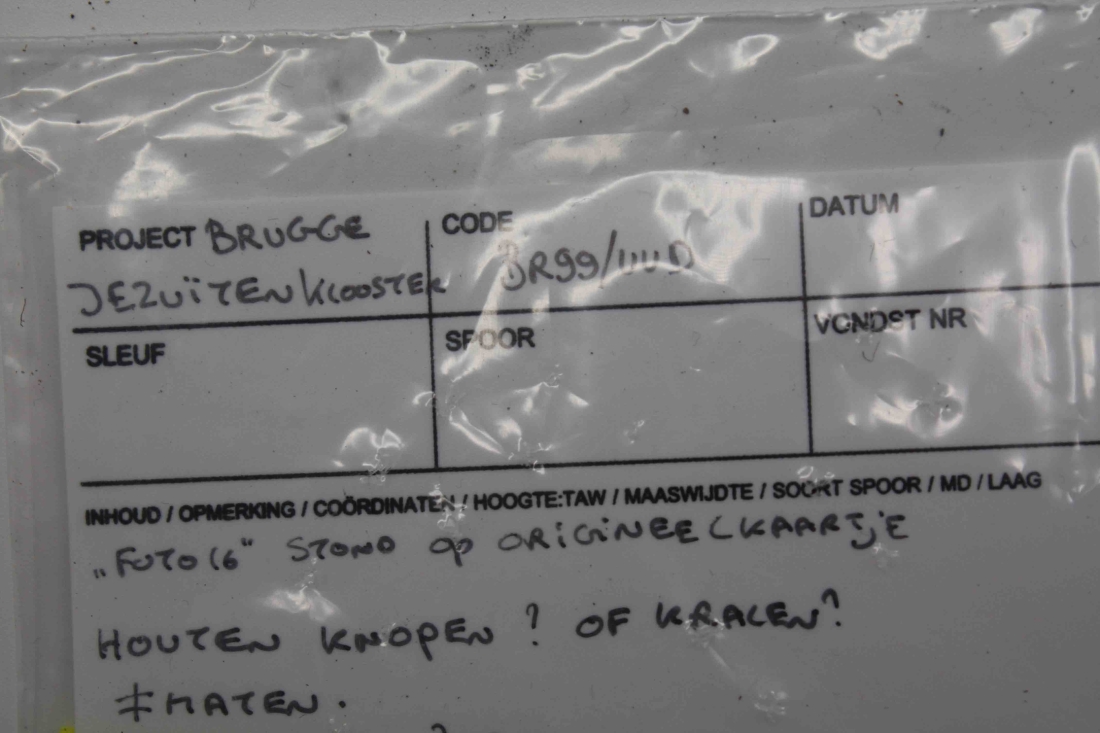 PROJECT BRUGGE
JEZUÏTENKLOOSTER
CODE
BR99/VUD
DATUM
SLEUF
SPOOR
VONDST NR
INHOUD / OPMERKING / COÖRDINATEN / HOOGTE:TAW / MAASWIJDTE / SOORT SPOOR / MD / LAAG
„FOTO 16" STOND OP ORIGINEEL KAARTJE
HOUTEN KNOPEN ? OF KRALEN?
≠ MATEN.